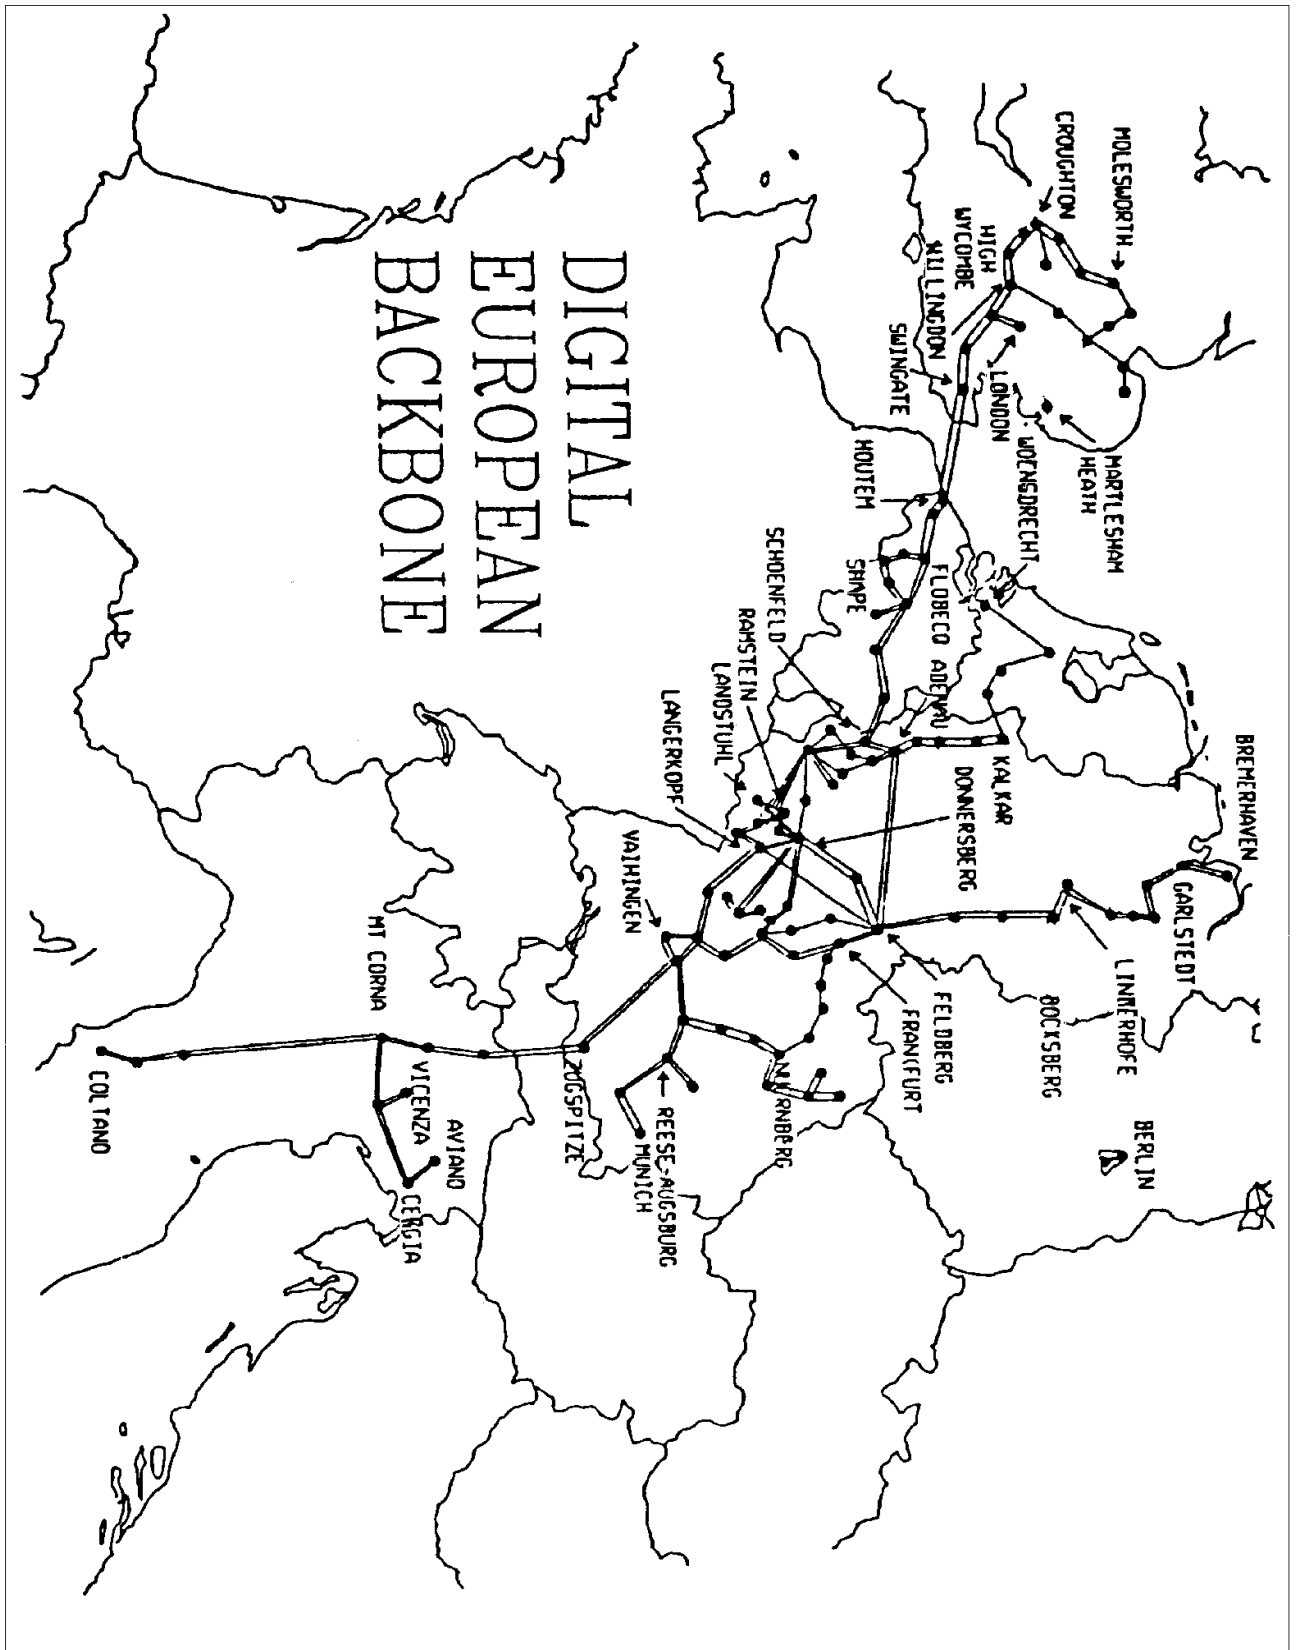 DIGITAL
EUROPEAN
BACKBONE
MOLESWORTH
CROUGHTON
HIGH
WYCOMBE
HILLINGDON
SWINGATE
LONDON
MARTLESHAM
HEATH
WOENSDRECHT
HOUTEM
SHAPE
FLOBECQ
SCHOENFELD
ADENAU
RAMSTEIN
LANDSTUHL
LANGERKOPF
KALKAR
DONNERSBERG
BREMERHAVEN
GARLSTEDT
LINNERHOFE
BOCKSBERG
BERLIN
FELDBERG
FRANKFURT
VAIHINGEN
NURNBERG
REESE-AUGSBURG
MUNICH
ZUGSPITZE
MT CORNA
VICENZA
AVIANO
CERGIA
COLTANO